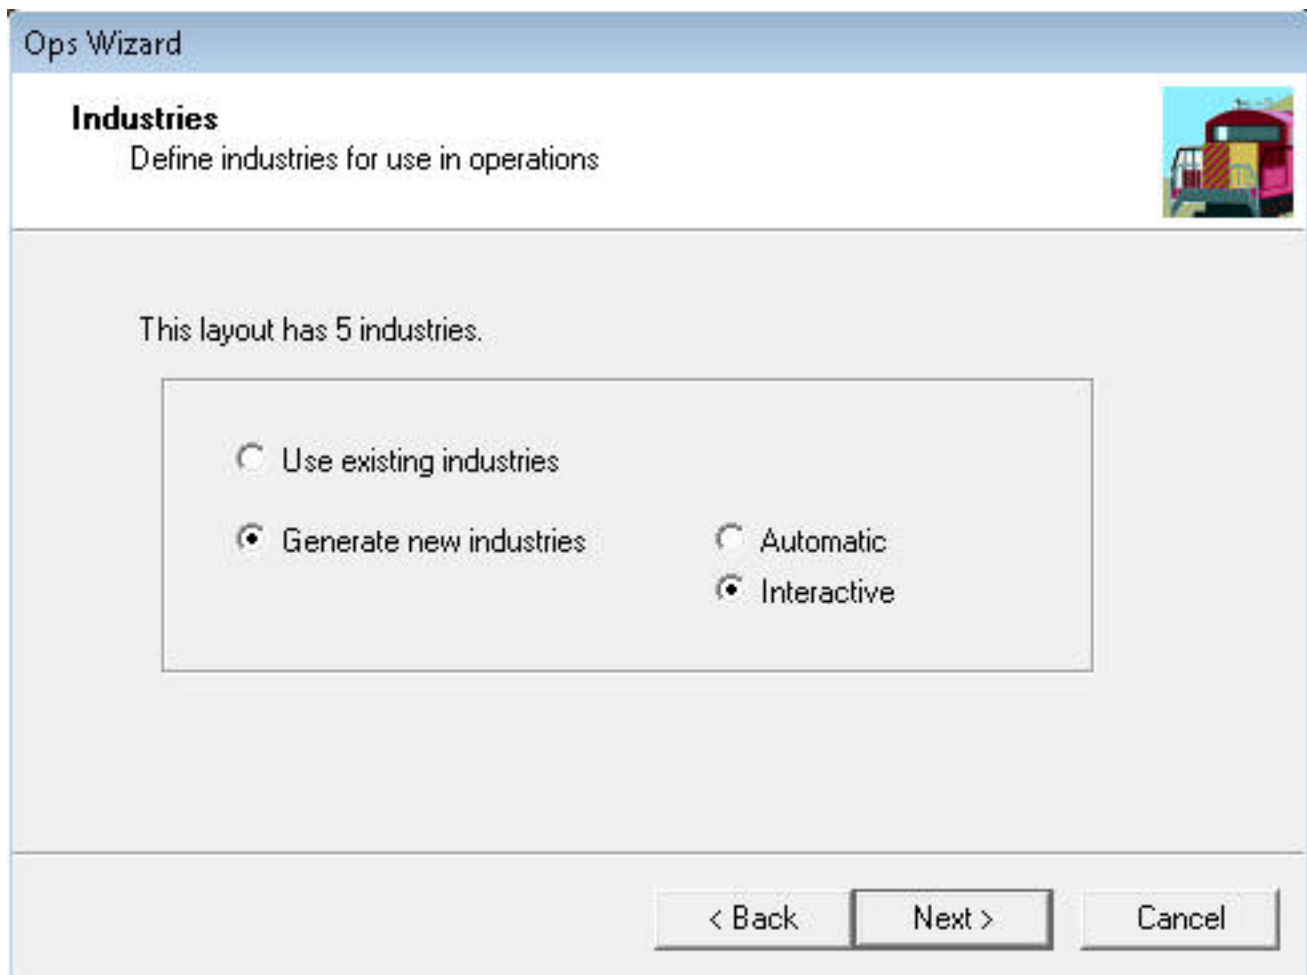 Ops Wizard
Industries
Define industries for use in operations
This layout has 5 industries.
Use existing industries
Generate new industries
Automatic
Interactive
< Back
Next >
Cancel